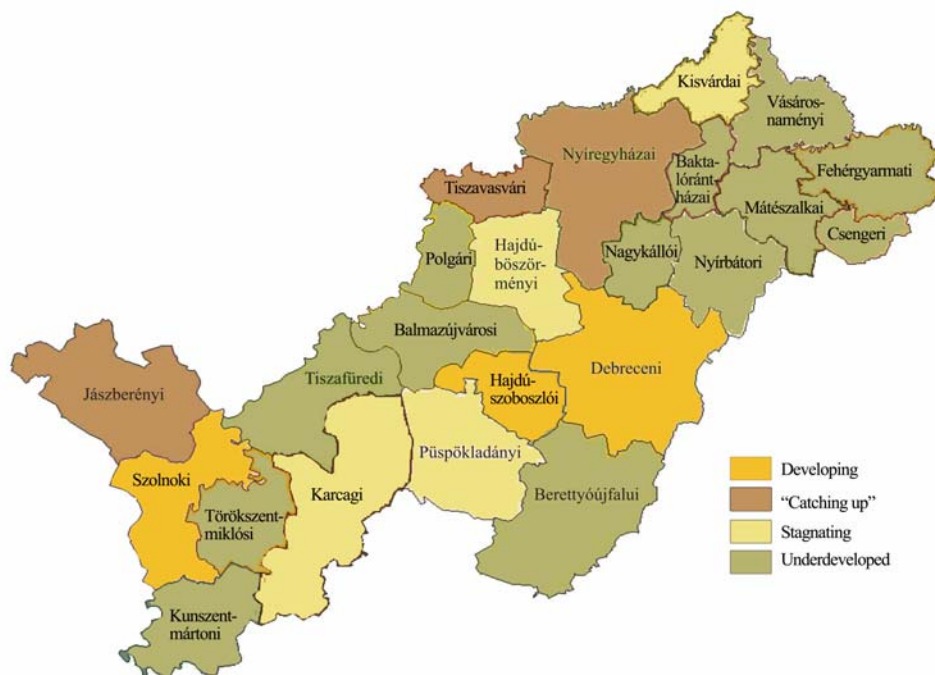 Kisvárdai
Vásáros-
naményi
Nyíregyházai
Bakta-
lóránt-
házai
Fehérgyarmati
Tiszavasvári
Mátészalkai
Csengeri
Polgári
Hajdú-
böször-
ményi
Nagykállói
Nyírbátori
Balmazújvárosi
Debreceni
Tiszafüredi
Hajdú-
szoboszlói
Jászberényi
Püspökladányi
Szolnoki
Karcagi
Berettyóújfalui
Törökszent-
miklósi
Kunszent-
mártoni
Developing
“Catching up”
Stagnating
Underdeveloped